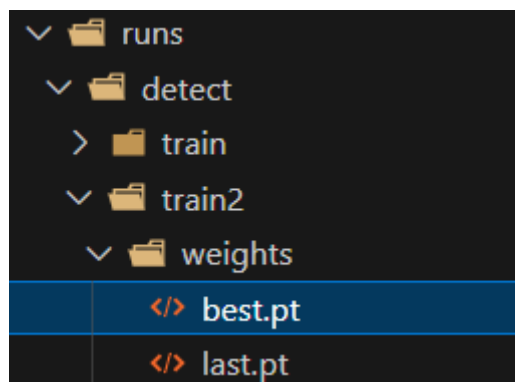 runs
detect
train
train2
weights
best.pt
last.pt